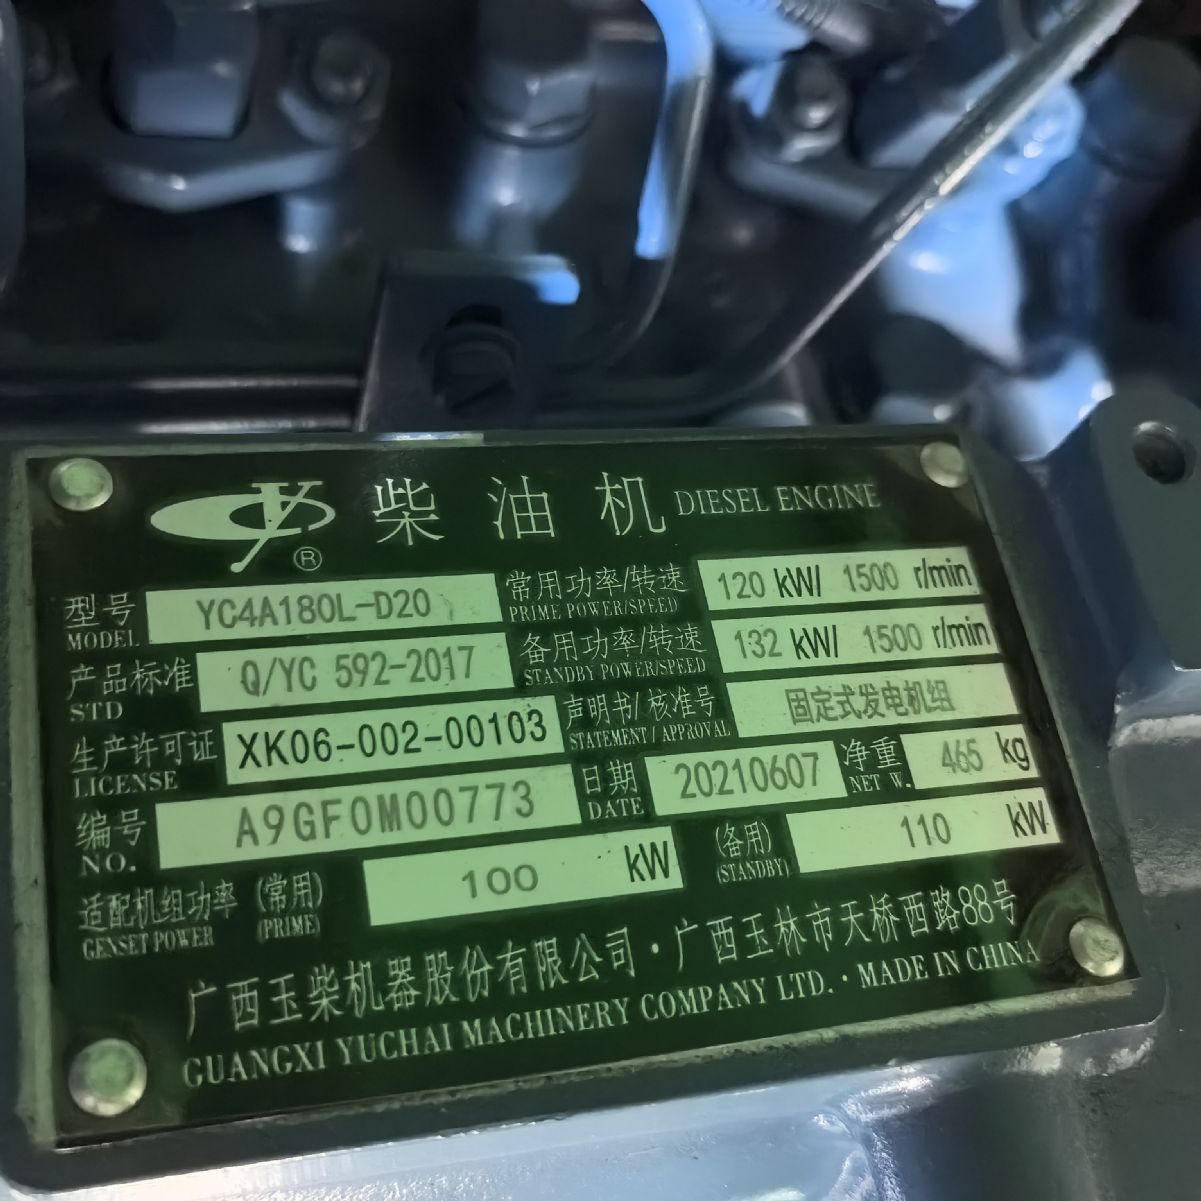 柴油机 DIESEL ENGINE
型号 YC4A180L-D20 常用功率/转速 120 kW/ 1500 r/min
MODEL PRIME POWER/SPEED
产品标准 Q/YC 592-2017 备用功率/转速 132 kW/ 1500 r/min
STD STANDBY POWER/SPEED
生产许可证 XK06-002-00103 声明书/核准号 固定式发电机组
LICENSE STATEMENT / APPROVAL
编号 A9GF0M00773 日期 20210607 净重 465 kg
NO. DATE NET W.
适配机组功率 (常用) 100 kW (备用) 110 kW
GENSET POWER (PRIME) (STANDBY)
广西玉柴机器股份有限公司·广西玉林市天桥西路88号
GUANGXI YUCHAI MACHINERY COMPANY LTD. · MADE IN CHINA